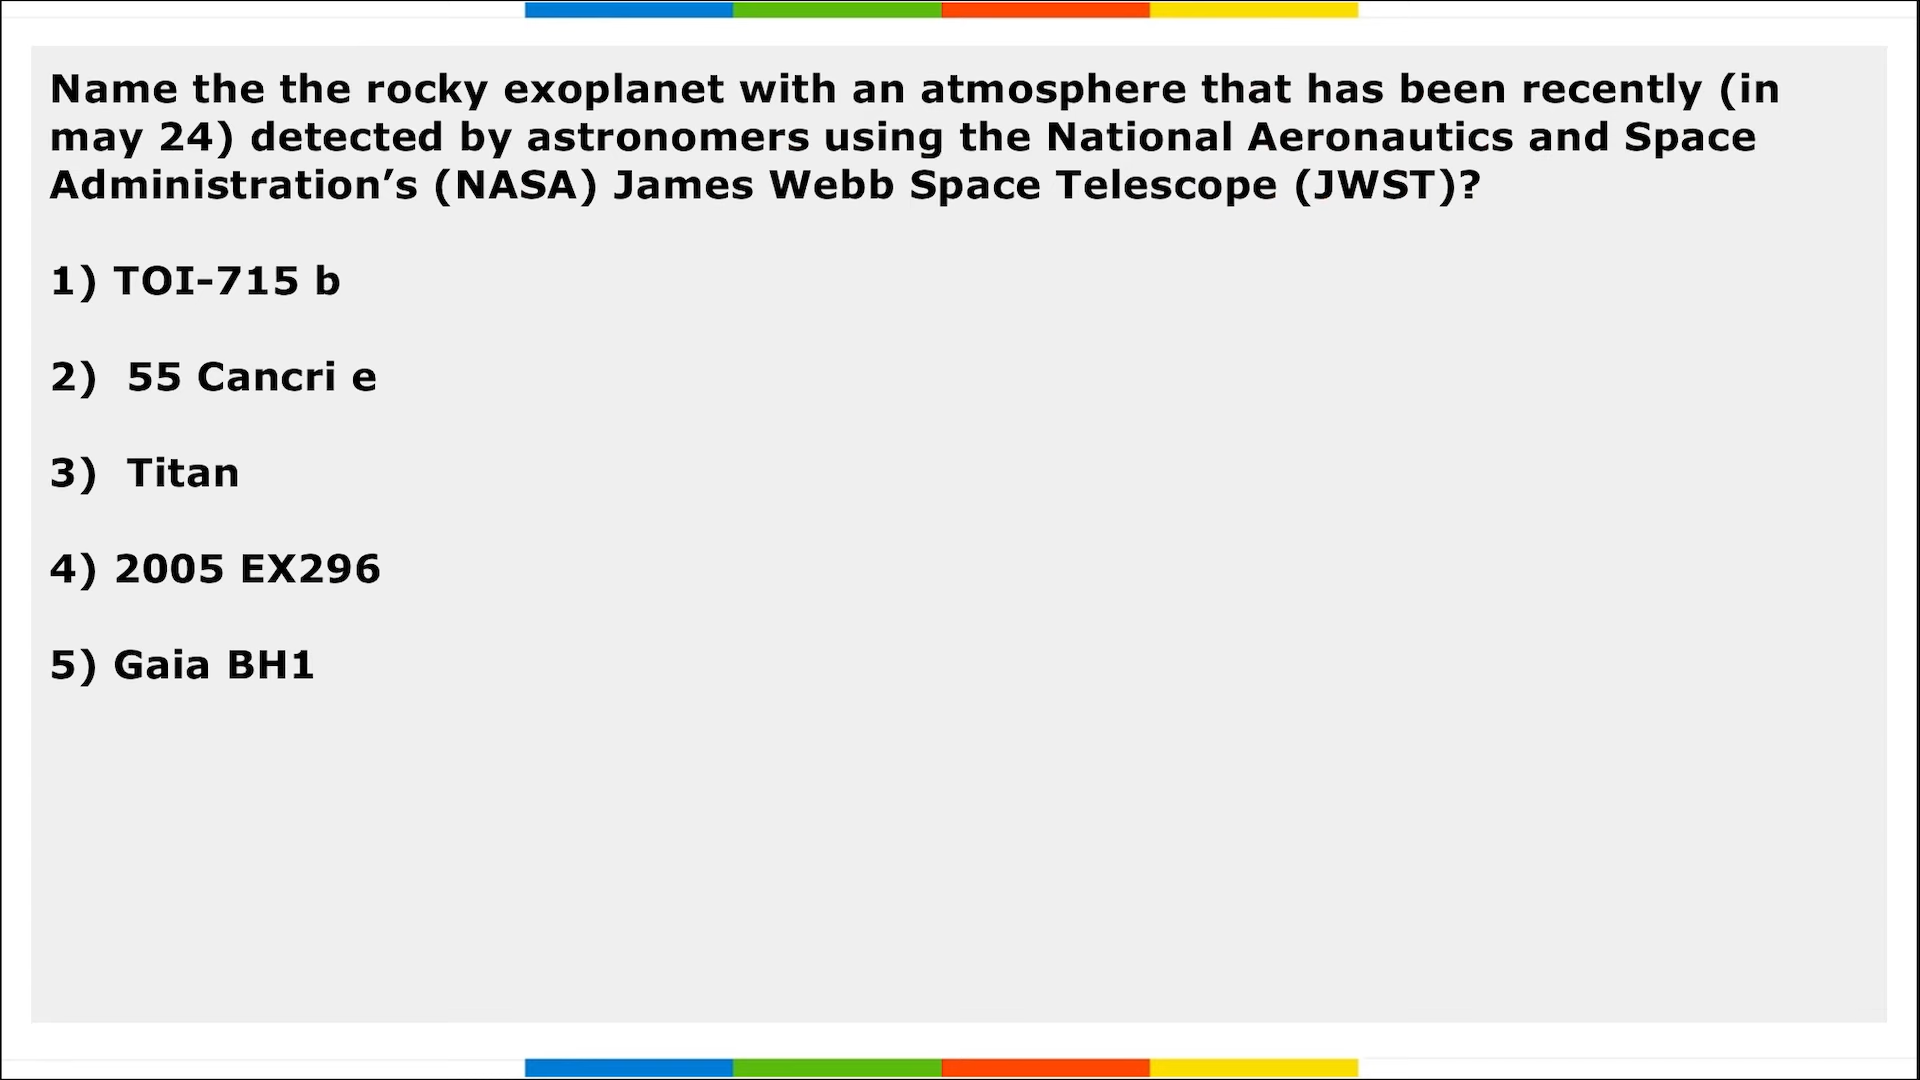 Name the the rocky exoplanet with an atmosphere that has been recently (in
may 24) detected by astronomers using the National Aeronautics and Space
Administration’s (NASA) James Webb Space Telescope (JWST)?
1) TOI-715 b
2) 55 Cancri e
3) Titan
4) 2005 EX296
5) Gaia BH1